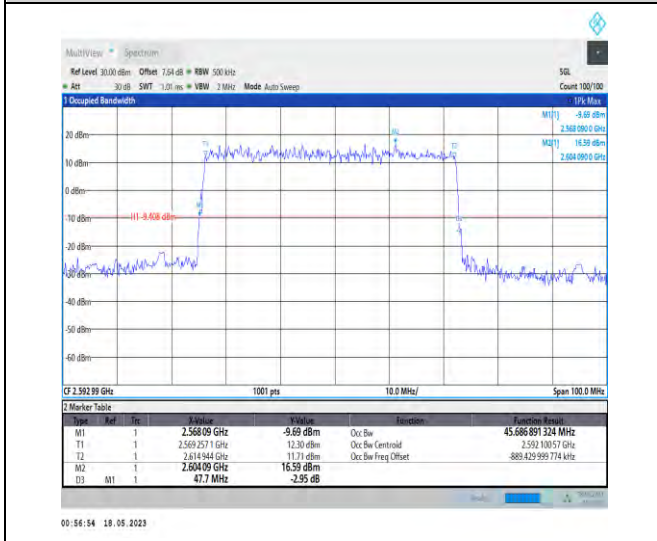 MultiView Spectrum
Ref Level 30.00 dBm Offset 7.64 dB RBW 500 kHz SGL
Att 30 dB SWT 1.01 ms VBW 2 MHz Mode Auto Sweep Count 100/100
1 Occupied Bandwidth 1Pk Max
M1[1] -9.69 dBm
2.568 090 0 GHz
M2[1] 16.59 dBm
2.604 090 0 GHz
20 dBm
10 dBm
0 dBm
-10 dBm H1 -9.408 dBm
-20 dBm
-30 dBm
-40 dBm
-50 dBm
-60 dBm
CF 2.592 99 GHz 1001 pts 10.0 MHz/ Span 100.0 MHz
2 Marker Table
Type Ref Trc X-Value Y-Value Function Function Result
M1 1 2.568 09 GHz -9.69 dBm Occ Bw 45.686 891 324 MHz
T1 1 2.569 257 1 GHz 12.30 dBm Occ Bw Centroid 2.592 100 57 GHz
T2 1 2.614 944 GHz 11.71 dBm Occ Bw Freq Offset -889.429 999 774 kHz
M2 1 2.604 09 GHz 16.59 dBm
D3 M1 1 47.7 MHz -2.95 dB
00:56:54 18.05.2023